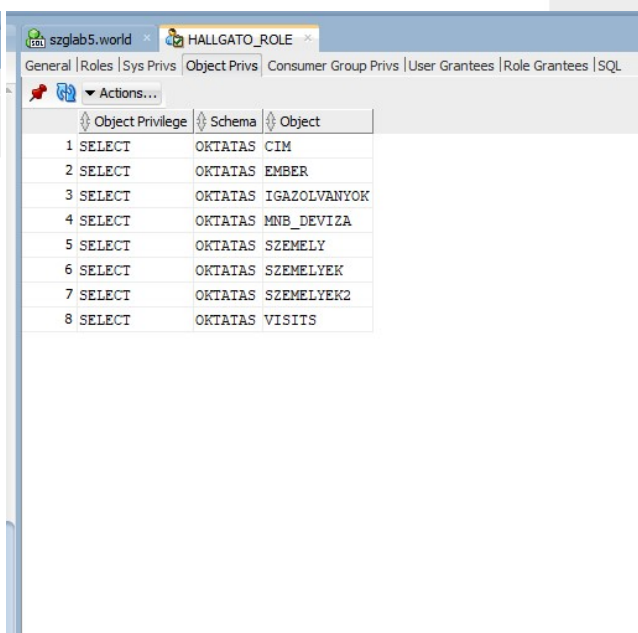 szglab5.world HALLGATO_ROLE
General Roles Sys Privs Object Privs Consumer Group Privs User Grantees Role Grantees SQL
Actions...
Object Privilege Schema Object
1 SELECT OKTATAS CIM
2 SELECT OKTATAS EMBER
3 SELECT OKTATAS IGAZOLVANYOK
4 SELECT OKTATAS MNB_DEVIZA
5 SELECT OKTATAS SZEMELY
6 SELECT OKTATAS SZEMELYEK
7 SELECT OKTATAS SZEMELYEK2
8 SELECT OKTATAS VISITS